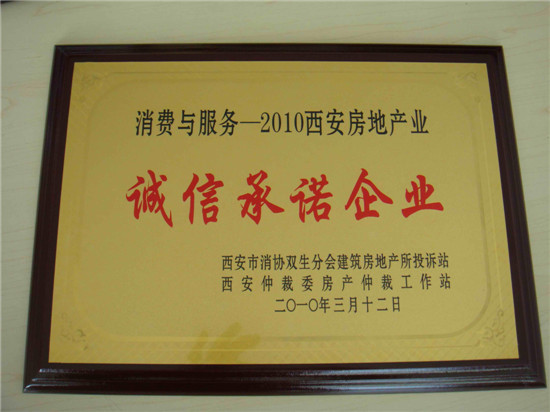 消费与服务—2010西安房地产业
诚信承诺企业
西安市消协双生分会建筑房地产所投诉站
西安仲裁委房产仲裁工作站
二〇一〇年三月十二日